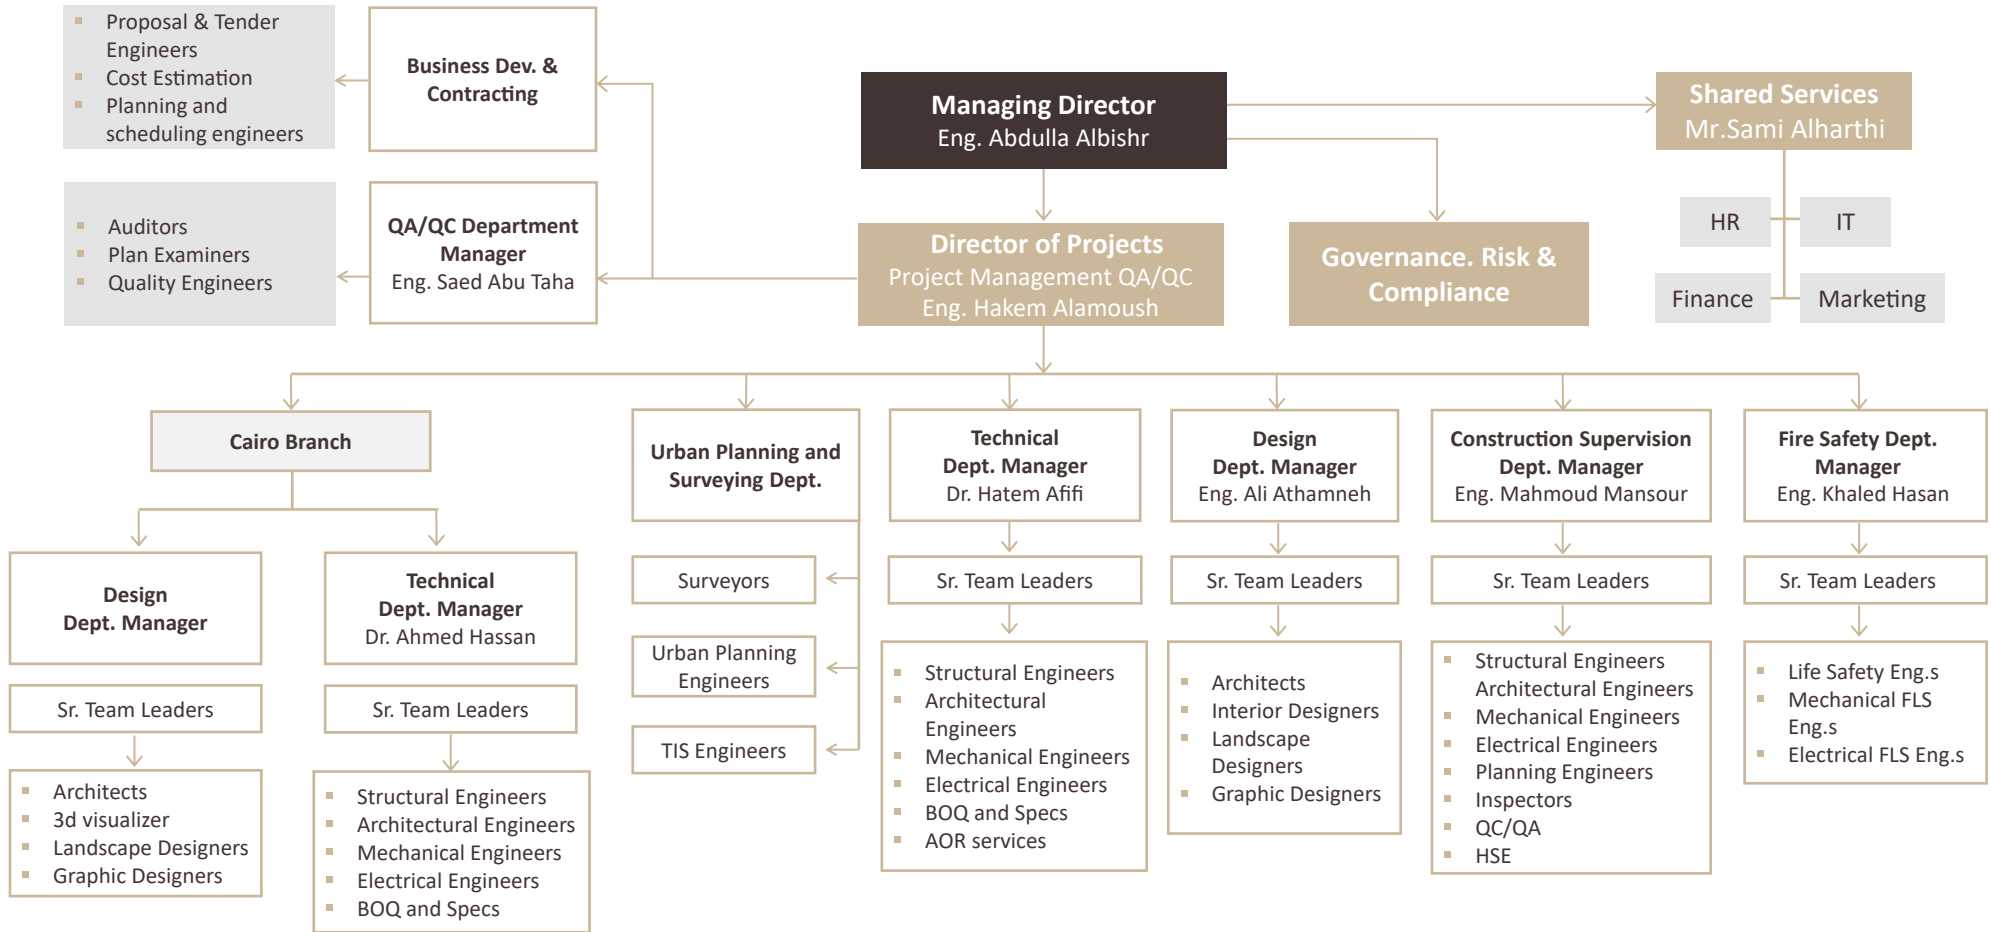 Proposal & Tender
Engineers
Cost Estimation
Planning and
scheduling engineers
Business Dev. &
Contracting
Managing Director
Eng. Abdulla Albishr
Shared Services
Mr.Sami Alharthi
HR
IT
Finance
Marketing
Auditors
Plan Examiners
Quality Engineers
QA/QC Department
Manager
Eng. Saed Abu Taha
Director of Projects
Project Management QA/QC
Eng. Hakem Alamoush
Governance. Risk &
Compliance
Cairo Branch
Design
Dept. Manager
Sr. Team Leaders
Architects
3d visualizer
Landscape Designers
Graphic Designers
Technical
Dept. Manager
Dr. Ahmed Hassan
Sr. Team Leaders
Structural Engineers
Architectural Engineers
Mechanical Engineers
Electrical Engineers
BOQ and Specs
Urban Planning and
Surveying Dept.
Surveyors
Urban Planning
Engineers
TIS Engineers
Technical
Dept. Manager
Dr. Hatem Afifi
Sr. Team Leaders
Structural Engineers
Architectural
Engineers
Mechanical Engineers
Electrical Engineers
BOQ and Specs
AOR services
Design
Dept. Manager
Eng. Ali Athamneh
Sr. Team Leaders
Architects
Interior Designers
Landscape
Designers
Graphic Designers
Construction Supervision
Dept. Manager
Eng. Mahmoud Mansour
Sr. Team Leaders
Structural Engineers
Architectural Engineers
Mechanical Engineers
Electrical Engineers
Planning Engineers
Inspectors
QC/QA
HSE
Fire Safety Dept.
Manager
Eng. Khaled Hasan
Sr. Team Leaders
Life Safety Eng.s
Mechanical FLS
Eng.s
Electrical FLS Eng.s